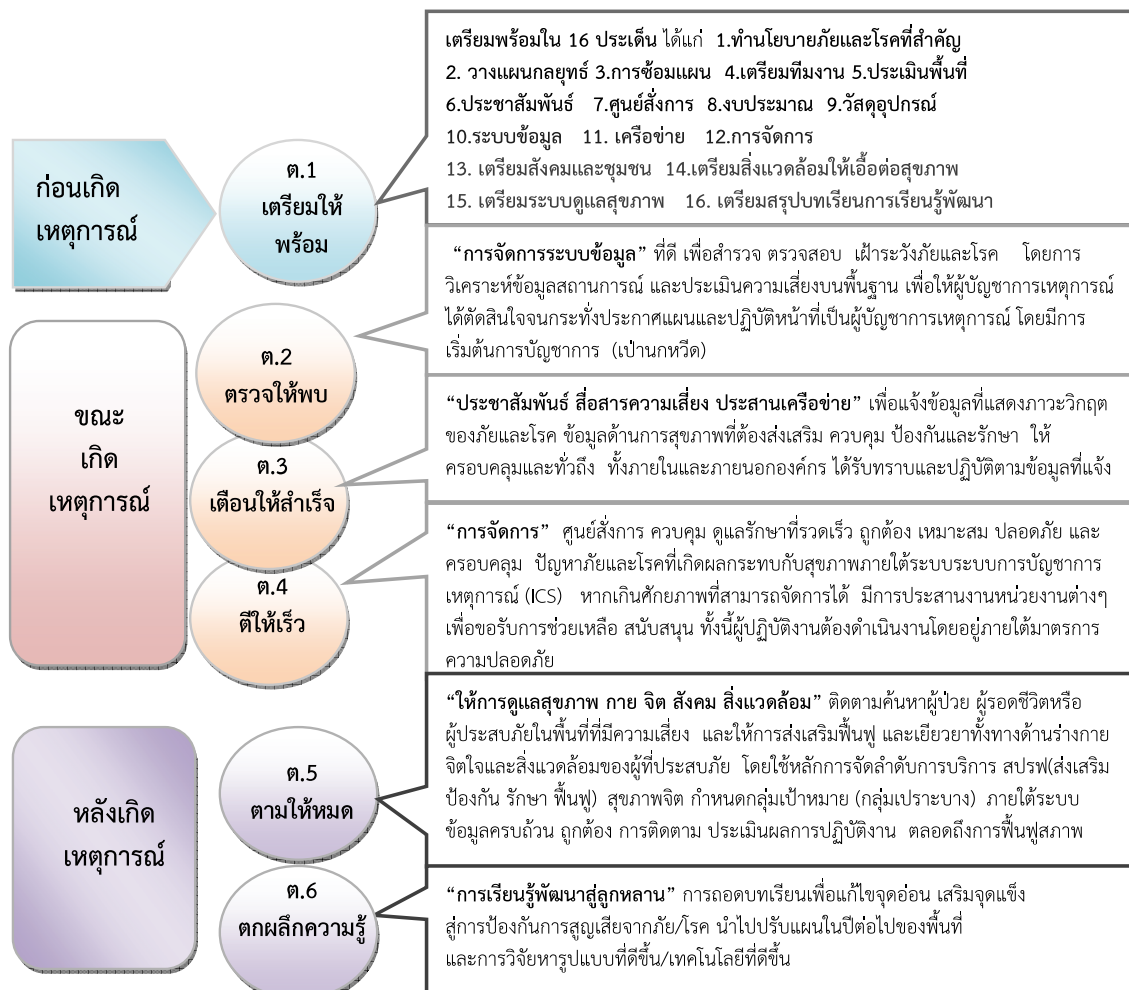 ก่อนเกิด
เหตุการณ์
ต.1
เตรียมให้
พร้อม
เตรียมพร้อมใน 16 ประเด็น ได้แก่ 1.ทำนโยบายภัยและโรคที่สำคัญ
2. วางแผนกลยุทธ์ 3.การซ้อมแผน 4.เตรียมทีมงาน 5.ประเมินพื้นที่
6.ประชาสัมพันธ์ 7.ศูนย์สั่งการ 8.งบประมาณ 9.วัสดุอุปกรณ์
10.ระบบข้อมูล 11. เครือข่าย 12.การจัดการ
13. เตรียมสังคมและชุมชน 14.เตรียมสิ่งแวดล้อมให้เอื้อต่อสุขภาพ
15. เตรียมระบบดูแลสุขภาพ 16. เตรียมสรุปบทเรียนการเรียนรู้พัฒนา
ขณะ
เกิด
เหตุการณ์
ต.2
ตรวจให้พบ
“การจัดการระบบข้อมูล” ที่ดี เพื่อสำรวจ ตรวจสอบ เฝ้าระวังภัยและโรค โดยการ
วิเคราะห์ข้อมูลสถานการณ์ และประเมินความเสี่ยงบนพื้นฐาน เพื่อให้ผู้บัญชาการเหตุการณ์
ได้ตัดสินใจจนกระทั่งประกาศแผนและปฏิบัติหน้าที่เป็นผู้บัญชาการเหตุการณ์ โดยมีการ
เริ่มต้นการบัญชาการ (เป่านกหวีด)
ต.3
เตือนให้สำเร็จ
“ประชาสัมพันธ์ สื่อสารความเสี่ยง ประสานเครือข่าย” เพื่อแจ้งข้อมูลที่แสดงภาวะวิกฤต
ของภัยและโรค ข้อมูลด้านการสุขภาพที่ต้องส่งเสริม ควบคุม ป้องกันและรักษา ให้
ครอบคลุมและทั่วถึง ทั้งภายในและภายนอกองค์กร ได้รับทราบและปฏิบัติตามข้อมูลที่แจ้ง
ต.4
ตีให้เร็ว
“การจัดการ” ศูนย์สั่งการ ควบคุม ดูแลรักษาที่รวดเร็ว ถูกต้อง เหมาะสม ปลอดภัย และ
ครอบคลุม ปัญหาภัยและโรคที่เกิดผลกระทบกับสุขภาพภายใต้ระบบระบบการบัญชาการ
เหตุการณ์ (ICS) หากเกินศักยภาพที่สามารถจัดการได้ มีการประสานงานหน่วยงานต่างๆ
เพื่อขอรับการช่วยเหลือ สนับสนุน ทั้งนี้ผู้ปฏิบัติงานต้องดำเนินงานโดยอยู่ภายใต้มาตรการ
ความปลอดภัย
หลังเกิด
เหตุการณ์
ต.5
ตามให้หมด
“ให้การดูแลสุขภาพ กาย จิต สังคม สิ่งแวดล้อม” ติดตามค้นหาผู้ป่วย ผู้รอดชีวิตหรือ
ผู้ประสบภัยในพื้นที่ที่มีความเสี่ยง และให้การส่งเสริมฟื้นฟู และเยียวยาทั้งทางด้านร่างกาย
จิตใจและสิ่งแวดล้อมของผู้ที่ประสบภัย โดยใช้หลักการจัดลำดับการบริการ สปรฟ(ส่งเสริม
ป้องกัน รักษา ฟื้นฟู) สุขภาพจิต กำหนดกลุ่มเป้าหมาย (กลุ่มเปราะบาง) ภายใต้ระบบ
ข้อมูลครบถ้วน ถูกต้อง การติดตาม ประเมินผลการปฏิบัติงาน ตลอดถึงการฟื้นฟูสภาพ
ต.6
ตกผลึกความรู้
“การเรียนรู้พัฒนาสู่ลูกหลาน” การถอดบทเรียนเพื่อแก้ไขจุดอ่อน เสริมจุดแข็ง
สู่การป้องกันการสูญเสียจากภัย/โรค นำไปปรับแผนในปีต่อไปของพื้นที่
และการวิจัยหารูปแบบที่ดีขึ้น/เทคโนโลยีที่ดีขึ้น